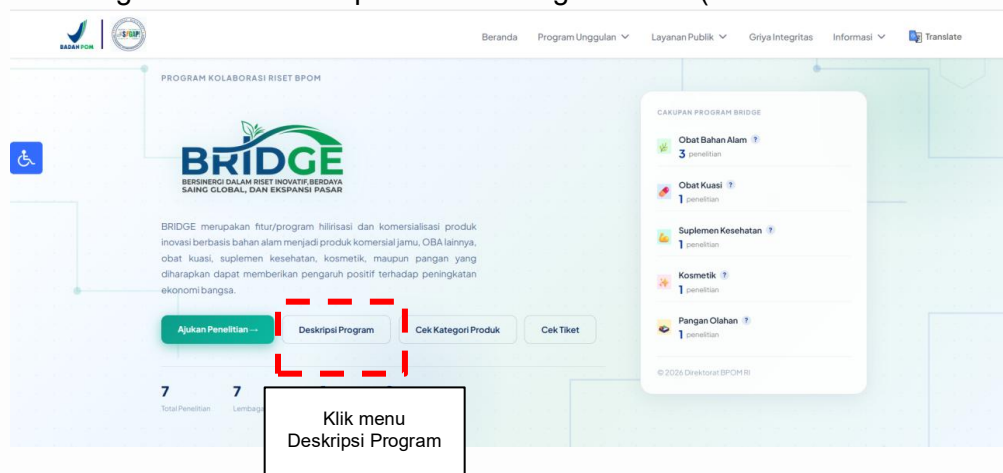 BADAN POM
Beranda Program Unggulan Layanan Publik Griya Integritas Informasi Translate
PROGRAM KOLABORASI RISET BPOM
BRIDGE
BERSINERGI DALAM RISET INOVATIF, BERDAYA
SAING GLOBAL, DAN EKSPANSI PASAR
BRIDGE merupakan fitur/program hilirisasi dan komersialisasi produk
inovasi berbasis bahan alam menjadi produk komersial jamu, OBA lainnya,
obat kuasi, suplemen kesehatan, kosmetik, maupun pangan yang
diharapkan dapat memberikan pengaruh positif terhadap peningkatan
ekonomi bangsa.
Ajukan Penelitian → Deskripsi Program Cek Kategori Produk Cek Tiket
7 7
Total Penelitian
Klik menu
Deskripsi Program
CAKUPAN PROGRAM BRIDGE
Obat Bahan Alam ?
3 penelitian
Obat Kuasi ?
1 penelitian
Suplemen Kesehatan ?
1 penelitian
Kosmetik ?
1 penelitian
Pangan Olahan ?
1 penelitian
© 2026 Direktorat BPOM RI